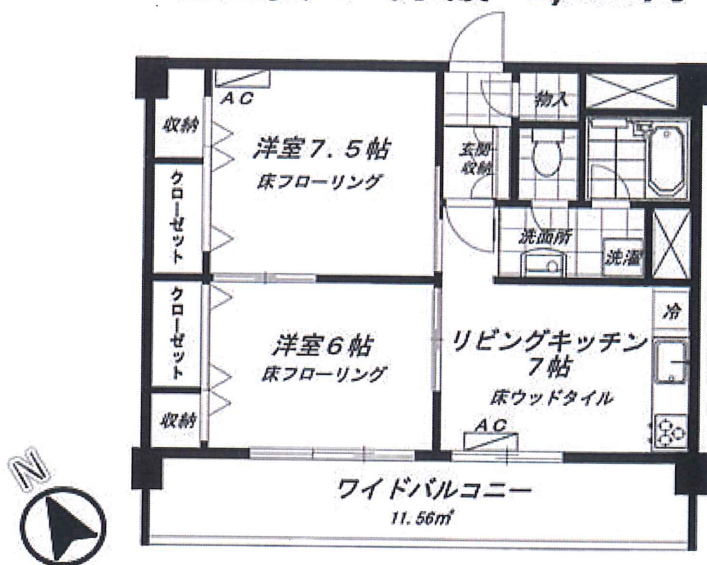 AC
収納
洋室7.5帖
床フローリング
クローゼット
物入
玄関
収納
洗面所
洗濯
クローゼット
収納
洋室6帖
床フローリング
リビングキッチン
7帖
床ウッドタイル
冷
AC
ワイドバルコニー
11.56㎡
N